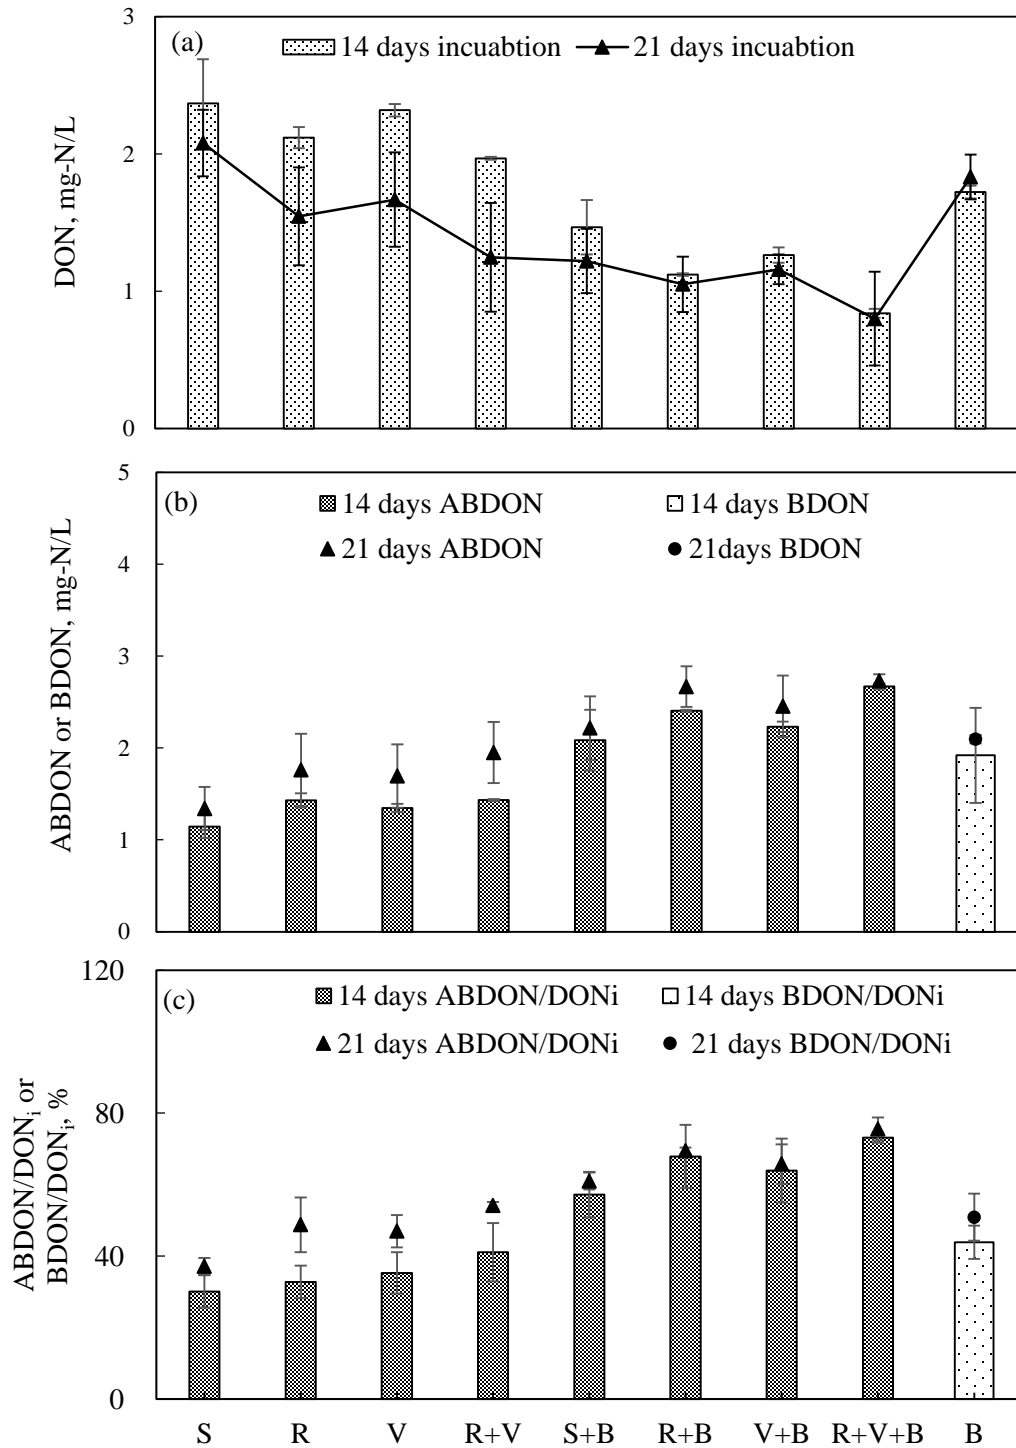 (a)
14 days incuabtion
21 days incuabtion
DON, mg-N/L
3
2
1
0
(b)
14 days ABDON
14 days BDON
21 days ABDON
21days BDON
ABDON or BDON, mg-N/L
5
4
3
2
1
0
(c)
14 days ABDON/DONi
14 days BDON/DONi
21 days ABDON/DONi
21 days BDON/DONi
ABDON/DONi or
BDON/DONi, %
120
80
40
0
S R V R+V S+B R+B V+B R+V+B B